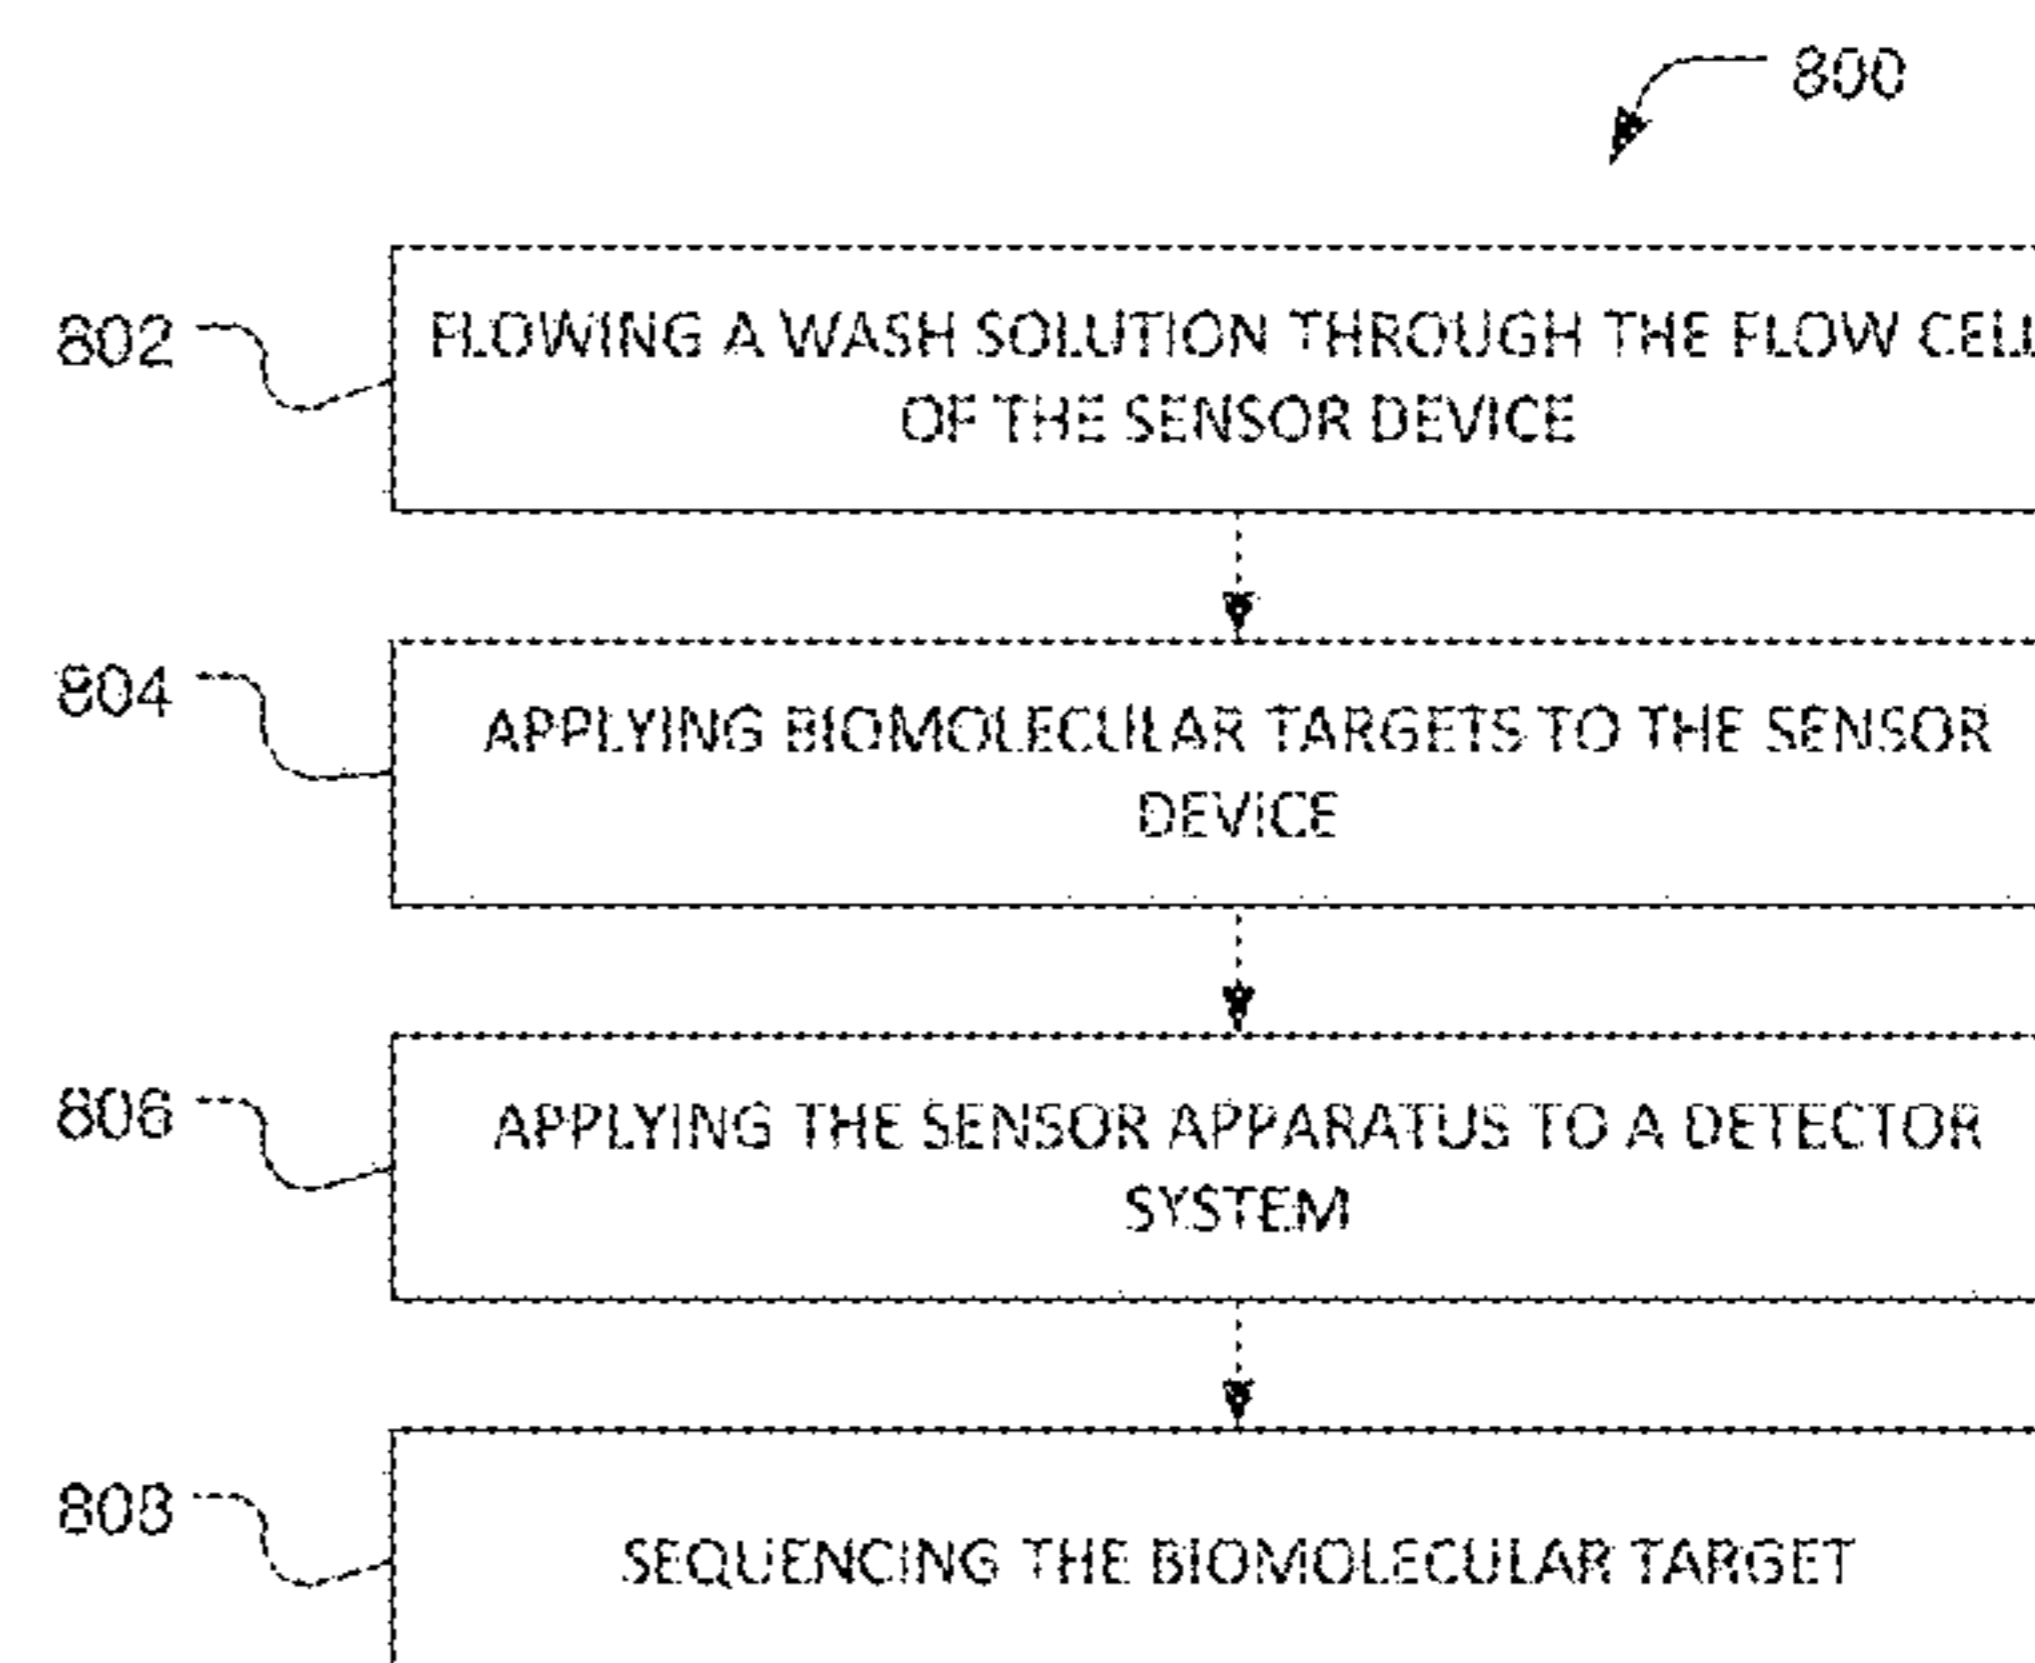 800
802
FLOWING A WASH SOLUTION THROUGH THE FLOW CELL
OF THE SENSOR DEVICE
804
APPLYING BIOMOLECULAR TARGETS TO THE SENSOR
DEVICE
806
APPLYING THE SENSOR APPARATUS TO A DETECTOR
SYSTEM
808
SEQUENCING THE BIOMOLECULAR TARGET